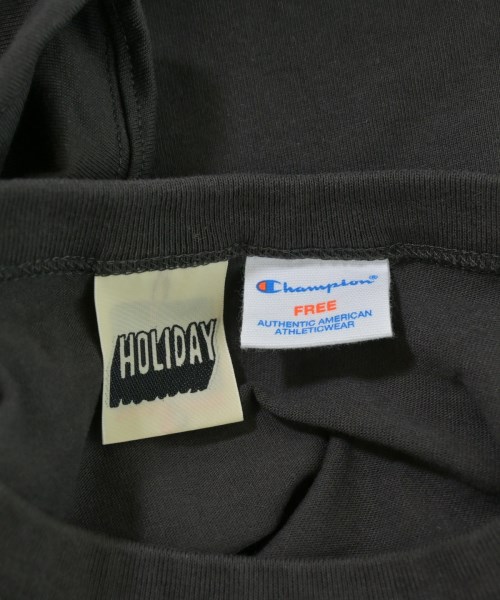 HOLIDAY
Champion®
FREE
AUTHENTIC AMERICAN
ATHLETICWEAR